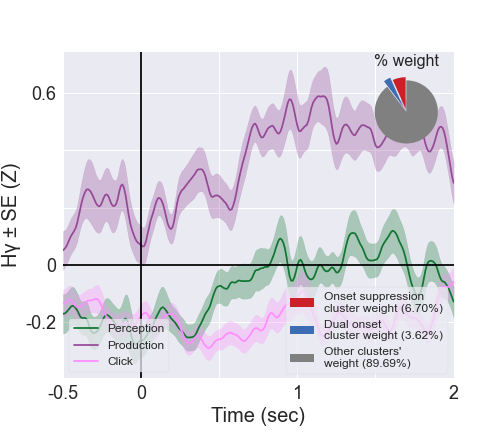 % weight
0.6
0
-0.2
Hγ ± SE (Z)
Perception
Production
Click
Onset suppression
cluster weight (6.70%)
Dual onset
cluster weight (3.62%)
Other clusters'
weight (89.69%)
-0.5
0
1
2
Time (sec)